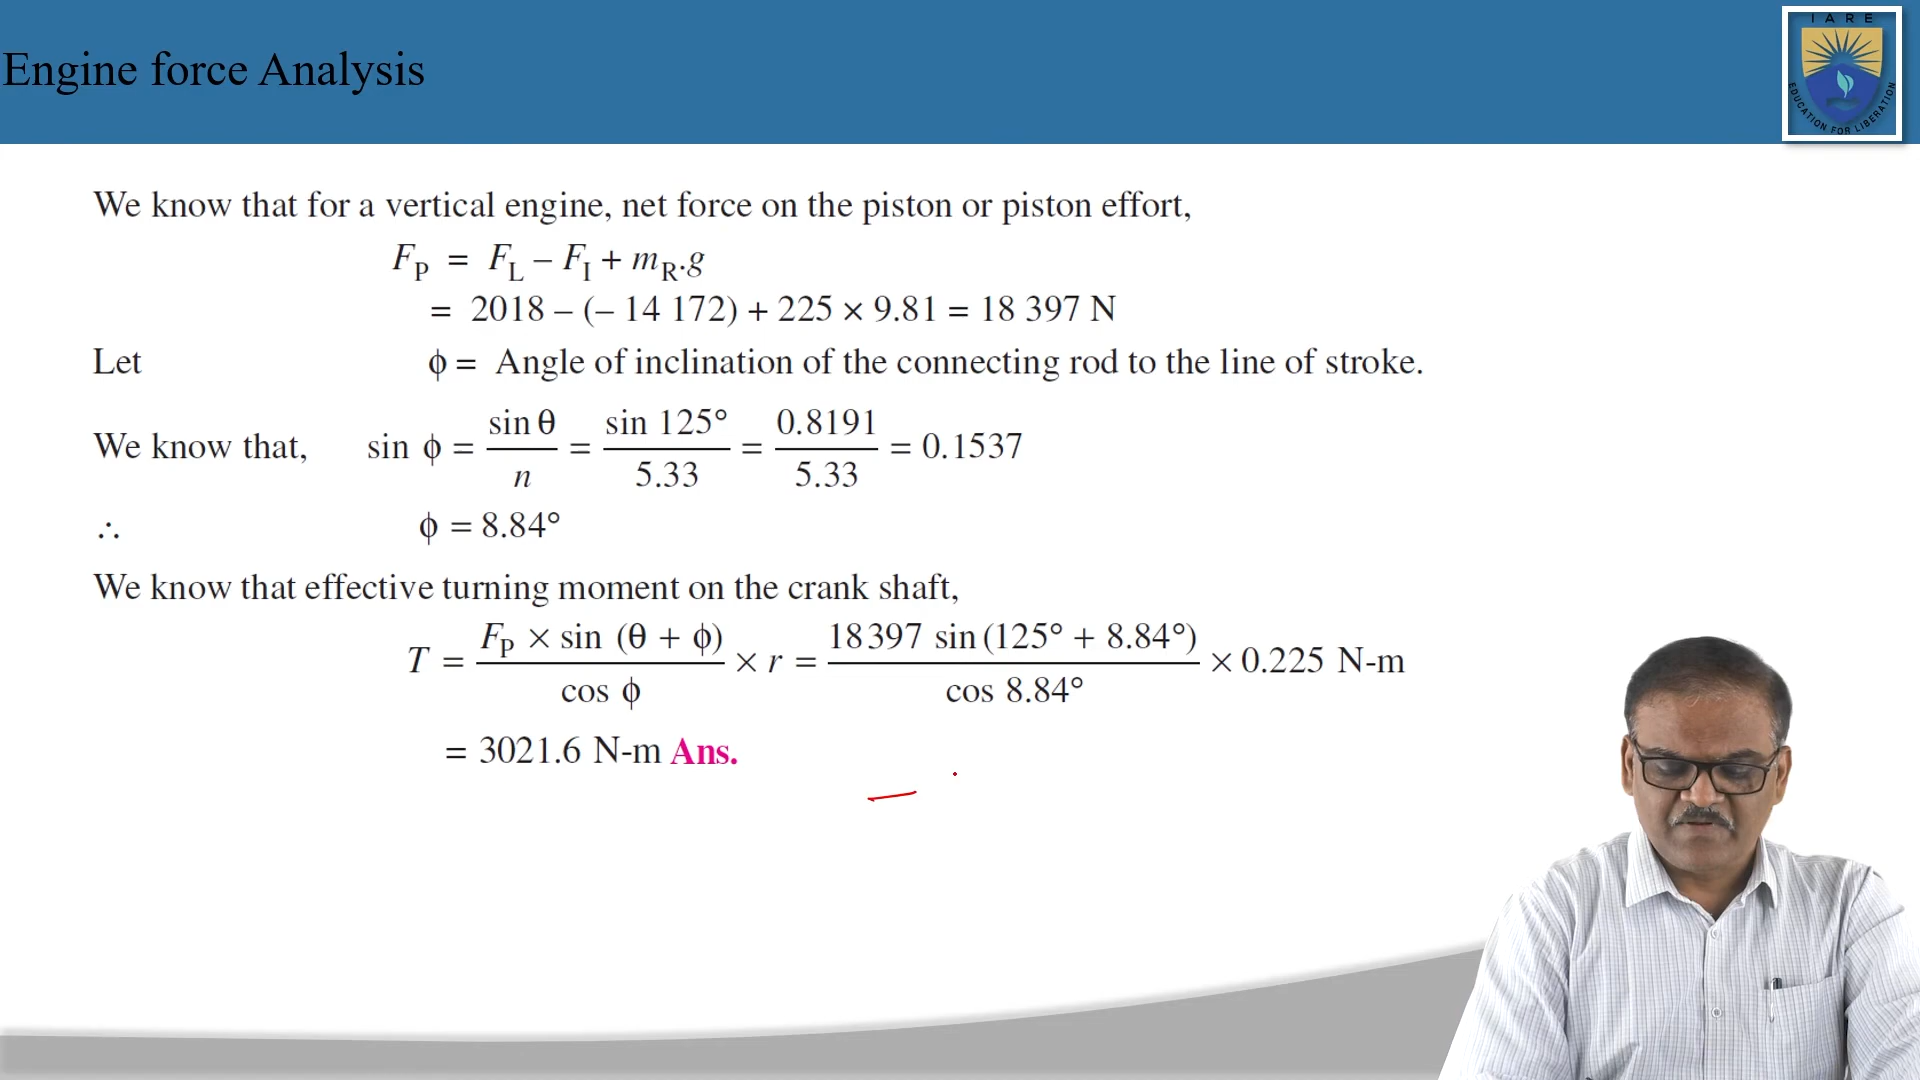 Engine force Analysis
I A R E
EDUCATION FOR LIBERATION
We know that for a vertical engine, net force on the piston or piston effort,
F_P = F_L – F_I + m_R.g
= 2018 – (– 14 172) + 225 × 9.81 = 18 397 N
Let ϕ = Angle of inclination of the connecting rod to the line of stroke.
We know that, sin ϕ = sin θ / n = sin 125° / 5.33 = 0.8191 / 5.33 = 0.1537
∴ ϕ = 8.84°
We know that effective turning moment on the crank shaft,
T = F_P × sin (θ + ϕ) / cos ϕ × r = 18397 sin (125° + 8.84°) / cos 8.84° × 0.225 N-m
= 3021.6 N-m Ans.